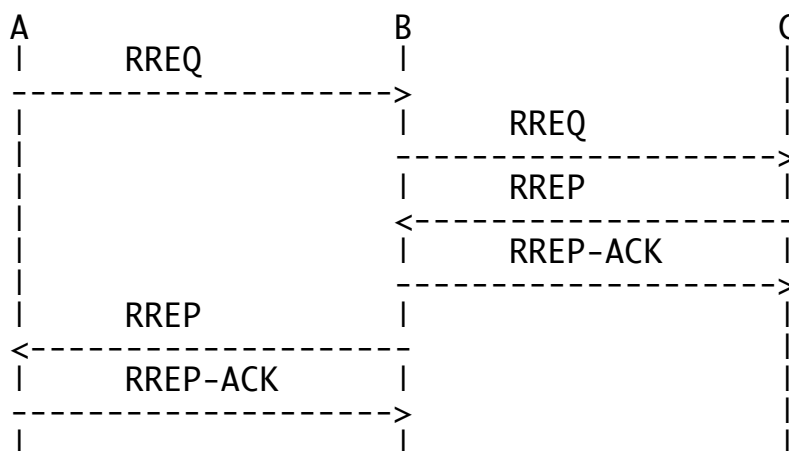 A B C
| RREQ | |
--------------------> |
| | RREQ |
| --------------------->
| | RREP |
| <---------------------
| | RREP-ACK |
| --------------------->
| RREP | |
<--------------------- |
| RREP-ACK | |
---------------------> |
| | |